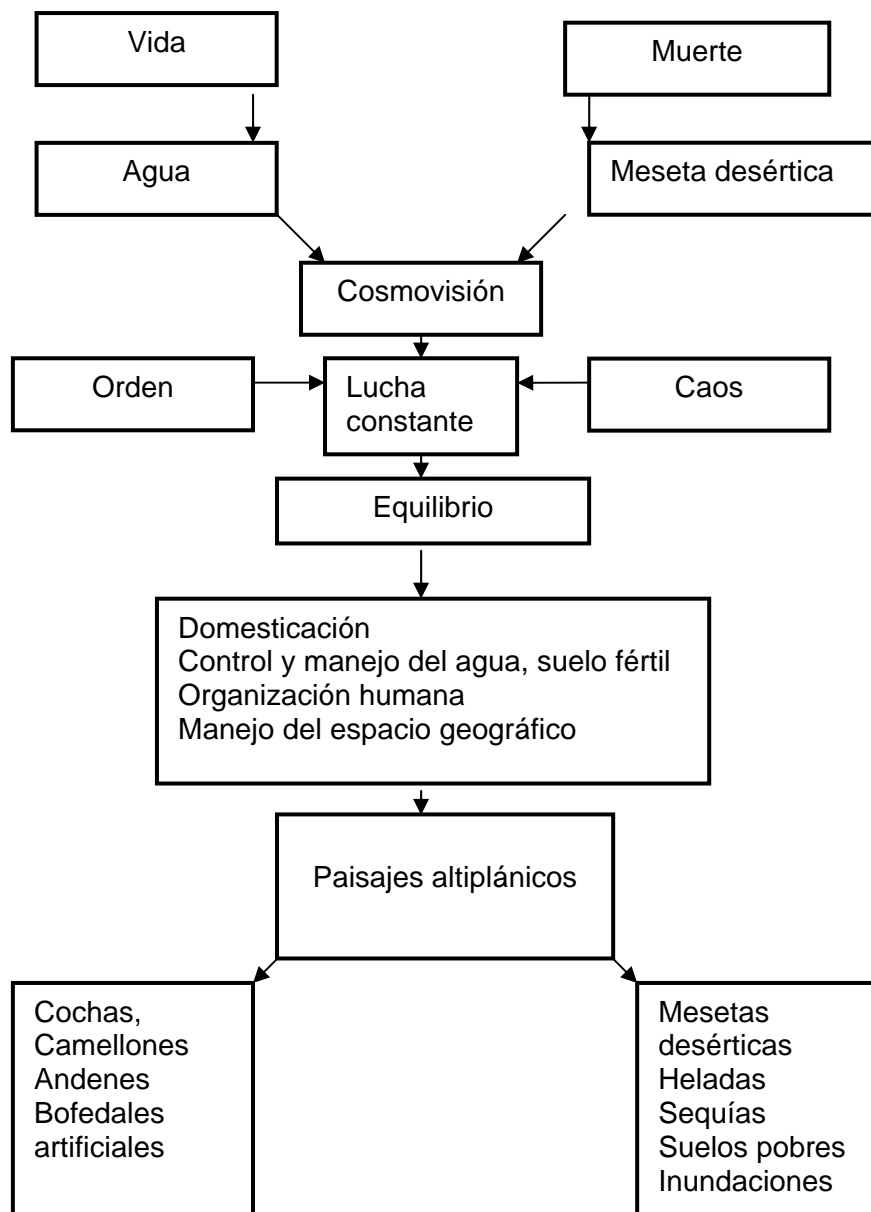 Vida
Muerte
Agua
Meseta desértica
Cosmovisión
Orden
Lucha
constante
Caos
Equilibrio
Domesticación
Control y manejo del agua, suelo fértil
Organización humana
Manejo del espacio geográfico
Paisajes altiplánicos
Cochas,
Camellones
Andenes
Bofedales
artificiales
Mesetas
desérticas
Heladas
Sequías
Suelos pobres
Inundaciones